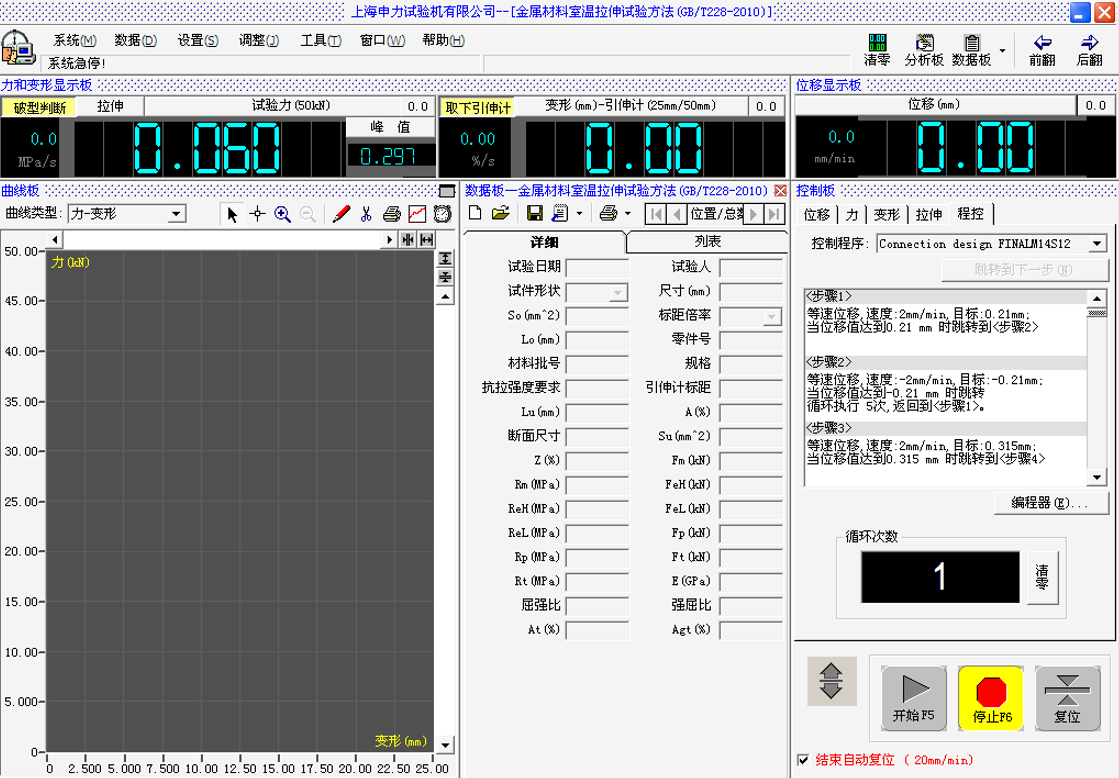 上海申力试验机有限公司--[金属材料室温拉伸试验方法(GB/T228-2010)]
系统(M) 数据(D) 设置(S) 调整(J) 工具(T) 窗口(W) 帮助(H)
系统急停!
清零 分析板 数据板 前翻 后翻
力和变形显示板
破型判断 拉伸 试验力(50kN) 0.0
0.0
MPa/s
0.060
峰 值
0.297
取下引伸计 变形(mm)-引伸计(25mm/50mm) 0.0
0.00
%/s
0.00
位移显示板
位移(mm) 0.0
0.0
mm/min
0.00
曲线板
曲线类型: 力-变形
力(kN)
50.00
45.00
40.00
35.00
30.00
25.00
20.00
15.00
10.00
5.000
0
变形(mm)
0 2.500 5.000 7.500 10.00 12.50 15.00 17.50 20.00 22.50 25.00
数据板—金属材料室温拉伸试验方法(GB/T228-2010)
位置/总数
详细 列表
试验日期 试验人
试件形状 尺寸(mm)
So(mm^2) 标距倍率
Lo(mm) 零件号
材料批号 规格
抗拉强度要求 引伸计标距
Lu(mm) A(%)
断面尺寸 Su(mm^2)
Z(%) Fm(kN)
Rm(MPa) FeH(kN)
ReH(MPa) FeL(kN)
ReL(MPa) Fp(kN)
Rp(MPa) Ft(kN)
Rt(MPa) E(GPa)
屈强比 强屈比
At(%) Agt(%)
控制板
位移 力 变形 拉伸 程控
控制程序: Connection design FINALM14S12
跳转到下一步(N)
<步骤1>
等速位移,速度:2mm/min,目标:0.21mm;
当位移值达到0.21 mm 时跳转到<步骤2>
<步骤2>
等速位移,速度:-2mm/min,目标:-0.21mm;
当位移值达到-0.21 mm 时跳转
循环执行 5次,返回到<步骤1>。
<步骤3>
等速位移,速度:2mm/min,目标:0.315mm;
当位移值达到0.315 mm 时跳转到<步骤4>
编程器(E)...
循环次数
1
清零
开始F5 停止F6 复位
结束自动复位 ( 20mm/min)